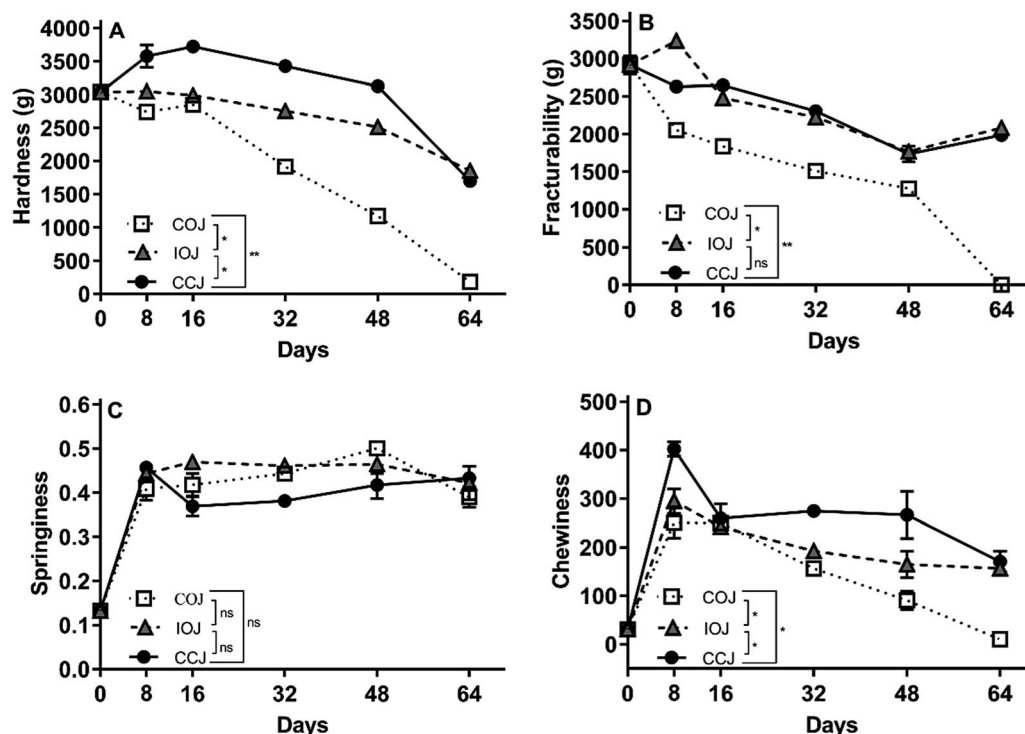 A
Hardness (g)
4000
3500
3000
2500
2000
1500
1000
500
0
COJ
IOJ
CCJ
*
*
**
0 8 16 32 48 64
Days
B
Fracturability (g)
3500
3000
2500
2000
1500
1000
500
0
COJ
IOJ
CCJ
*
ns
**
0 8 16 32 48 64
Days
C
Springiness
0.6
0.5
0.4
0.3
0.2
0.1
0.0
COJ
IOJ
CCJ
ns
ns
ns
0 8 16 32 48 64
Days
D
Chewiness
400
300
200
100
0
COJ
IOJ
CCJ
*
*
*
0 8 16 32 48 64
Days